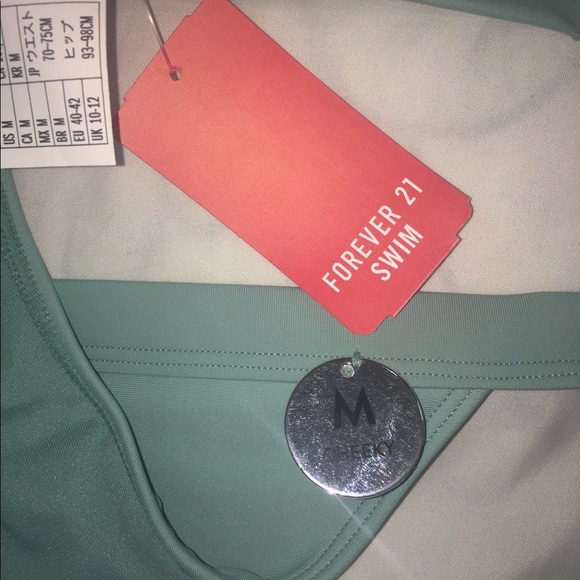 US M
CA M
MX M
BR M
EU 40-42
UK 10-12
KR M
JP ウエスト
70-75CM
ヒップ
93-98CM
FOREVER 21
SWIM
M
CHEEKY